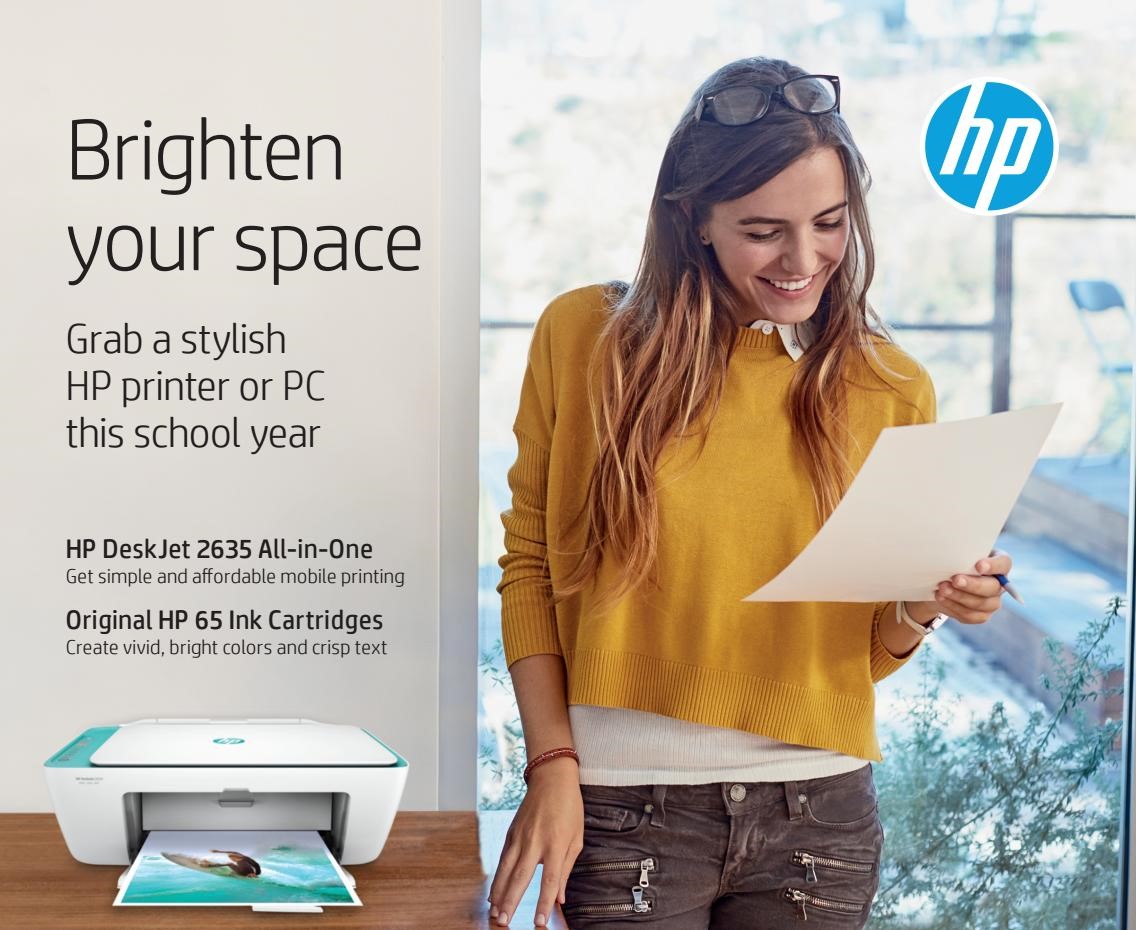 Brighten
your space
Grab a stylish
HP printer or PC
this school year
HP DeskJet 2635 All-in-One
Get simple and affordable mobile printing
Original HP 65 Ink Cartridges
Create vivid, bright colors and crisp text
hp
hp